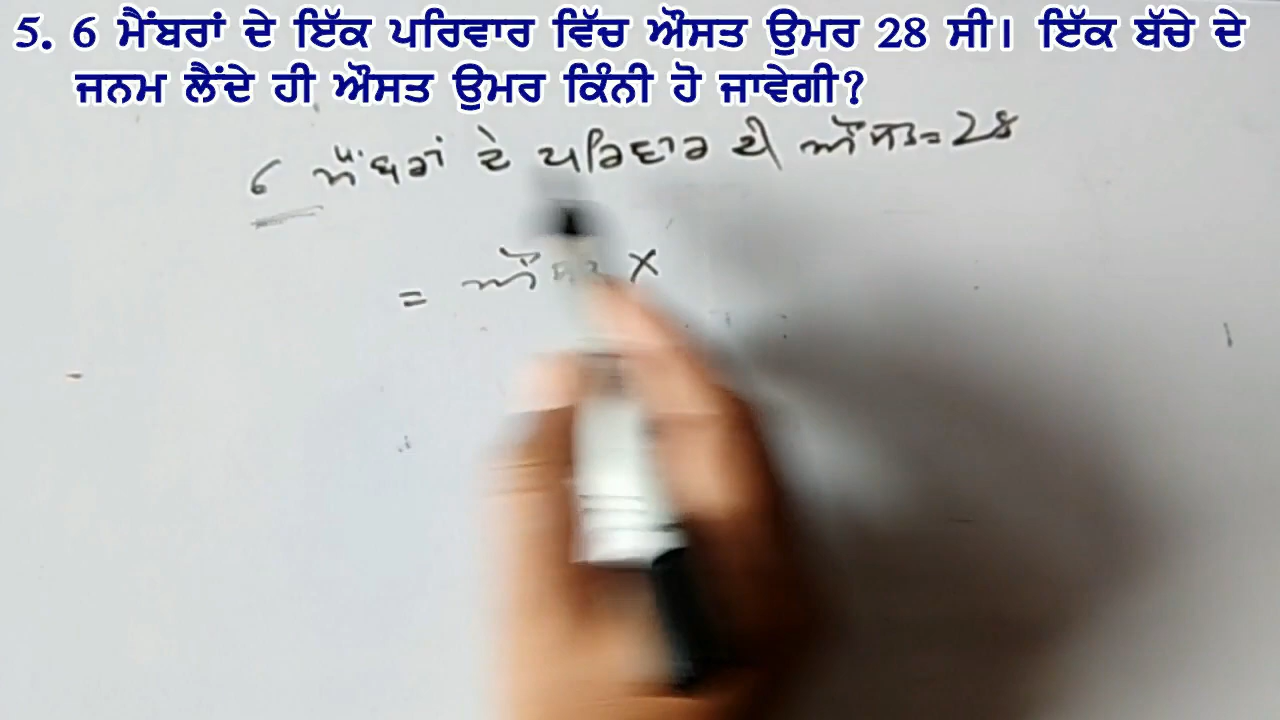 5. 6 ਮੈਂਬਰਾਂ ਦੇ ਇੱਕ ਪਰਿਵਾਰ ਵਿੱਚ ਔਸਤ ਉਮਰ 28 ਸੀ। ਇੱਕ ਬੱਚੇ ਦੇ
ਜਨਮ ਲੈਂਦੇ ਹੀ ਔਸਤ ਉਮਰ ਕਿੰਨੀ ਹੋ ਜਾਵੇਗੀ?
6 ਮੈਂਬਰਾਂ ਦੇ ਪਰਿਵਾਰ ਦੀ ਔਸਤ = 28
= ਔਸਤ ×